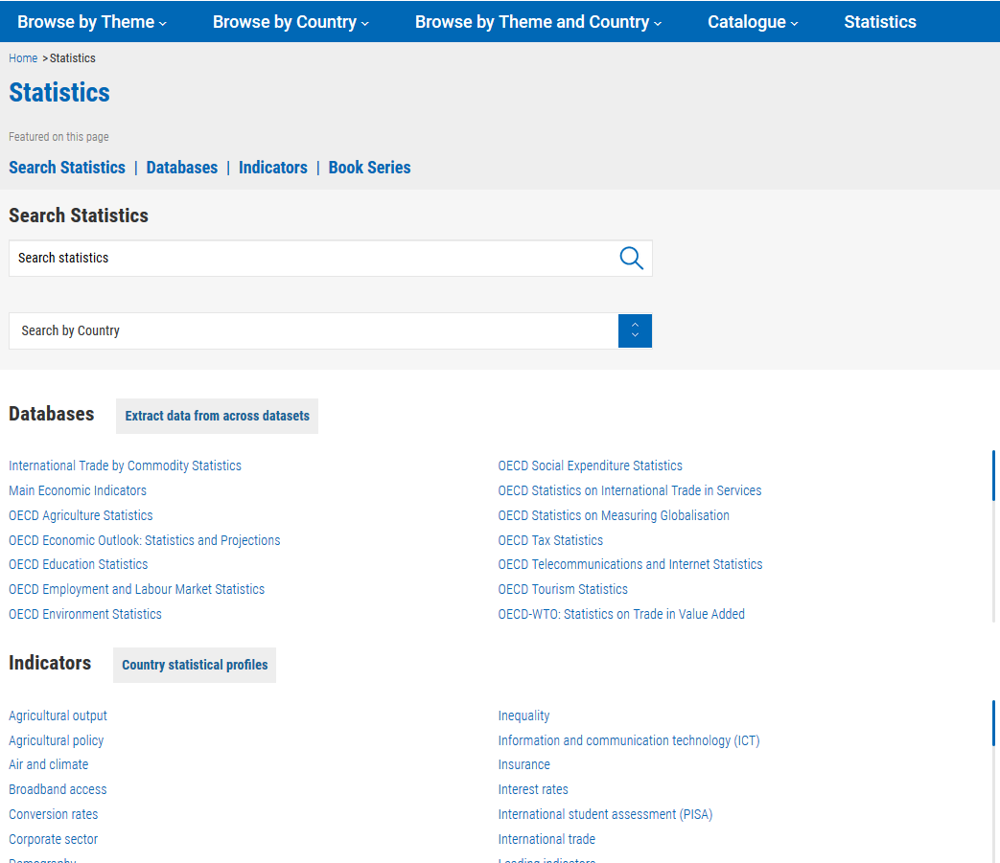 Browse by Theme Browse by Country Browse by Theme and Country Catalogue Statistics
Home > Statistics
Statistics
Featured on this page
Search Statistics | Databases | Indicators | Book Series
Search Statistics
Search statistics
Search by Country
Databases Extract data from across datasets
International Trade by Commodity Statistics
Main Economic Indicators
OECD Agriculture Statistics
OECD Economic Outlook: Statistics and Projections
OECD Education Statistics
OECD Employment and Labour Market Statistics
OECD Environment Statistics
OECD Social Expenditure Statistics
OECD Statistics on International Trade in Services
OECD Statistics on Measuring Globalisation
OECD Tax Statistics
OECD Telecommunications and Internet Statistics
OECD Tourism Statistics
OECD-WTO: Statistics on Trade in Value Added
Indicators Country statistical profiles
Agricultural output
Agricultural policy
Air and climate
Broadband access
Conversion rates
Corporate sector
Demography
Inequality
Information and communication technology (ICT)
Insurance
Interest rates
International student assessment (PISA)
International trade
Leading indicators